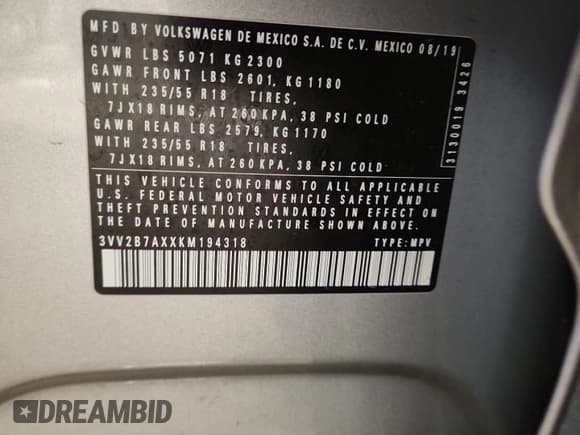 MFD BY VOLKSWAGEN DE MEXICO S.A. DE C.V. MEXICO 08/19
GVWR LBS 5071 KG 2300
GAWR FRONT LBS 2601, KG 1180
WITH 235/55 R18 TIRES,
7JX18 RIMS, AT 260 KPA, 38 PSI COLD
GAWR REAR LBS 2579, KG 1170
WITH 235/55 R18 TIRES,
7JX18 RIMS, AT 260 KPA, 38 PSI COLD
THIS VEHICLE CONFORMS TO ALL APPLICABLE
U.S. FEDERAL MOTOR VEHICLE SAFETY AND
THEFT PREVENTION STANDARDS IN EFFECT ON
THE DATE OF MANUFACTURE SHOWN ABOVE.
3VV2B7AXXKM194318 TYPE: MPV
3130019 3426
DREAMBID